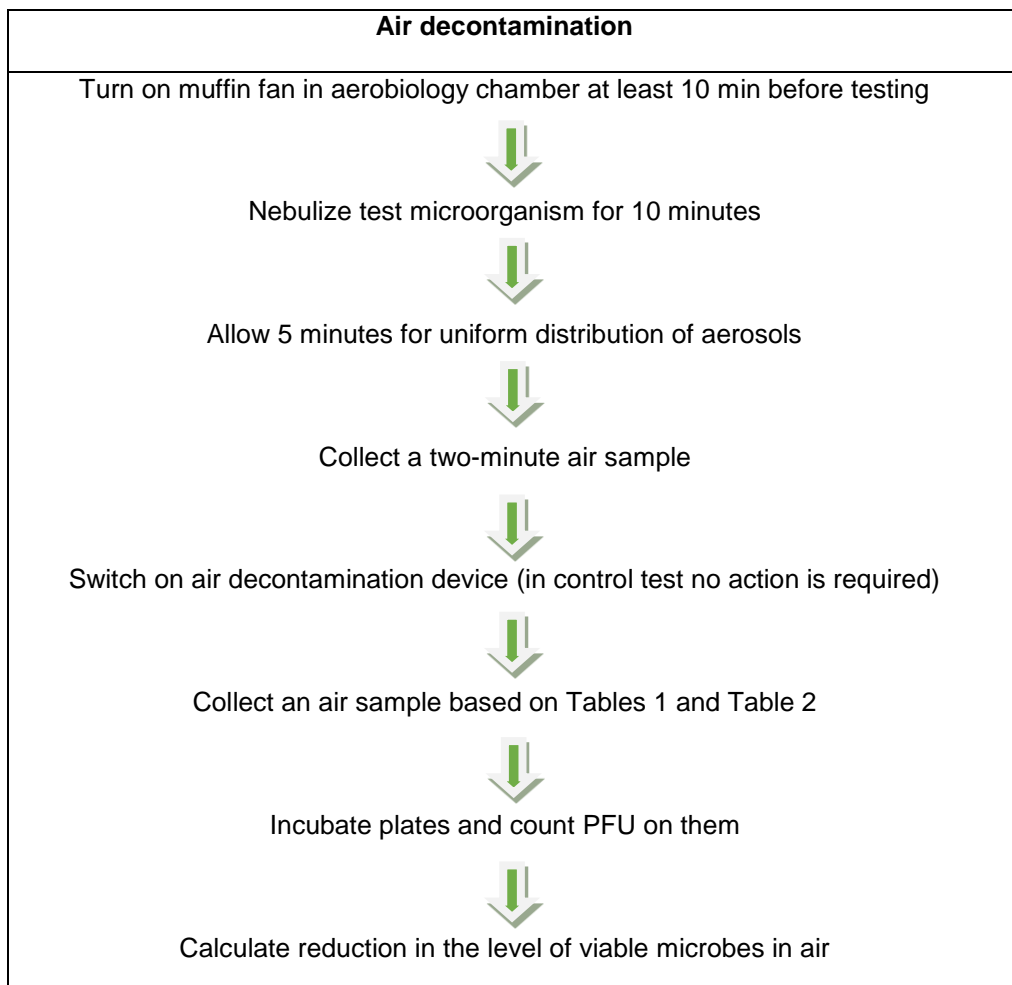 Air decontamination
Turn on muffin fan in aerobiology chamber at least 10 min before testing
Nebulize test microorganism for 10 minutes
Allow 5 minutes for uniform distribution of aerosols
Collect a two-minute air sample
Switch on air decontamination device (in control test no action is required)
Collect an air sample based on Tables 1 and Table 2
Incubate plates and count PFU on them
Calculate reduction in the level of viable microbes in air